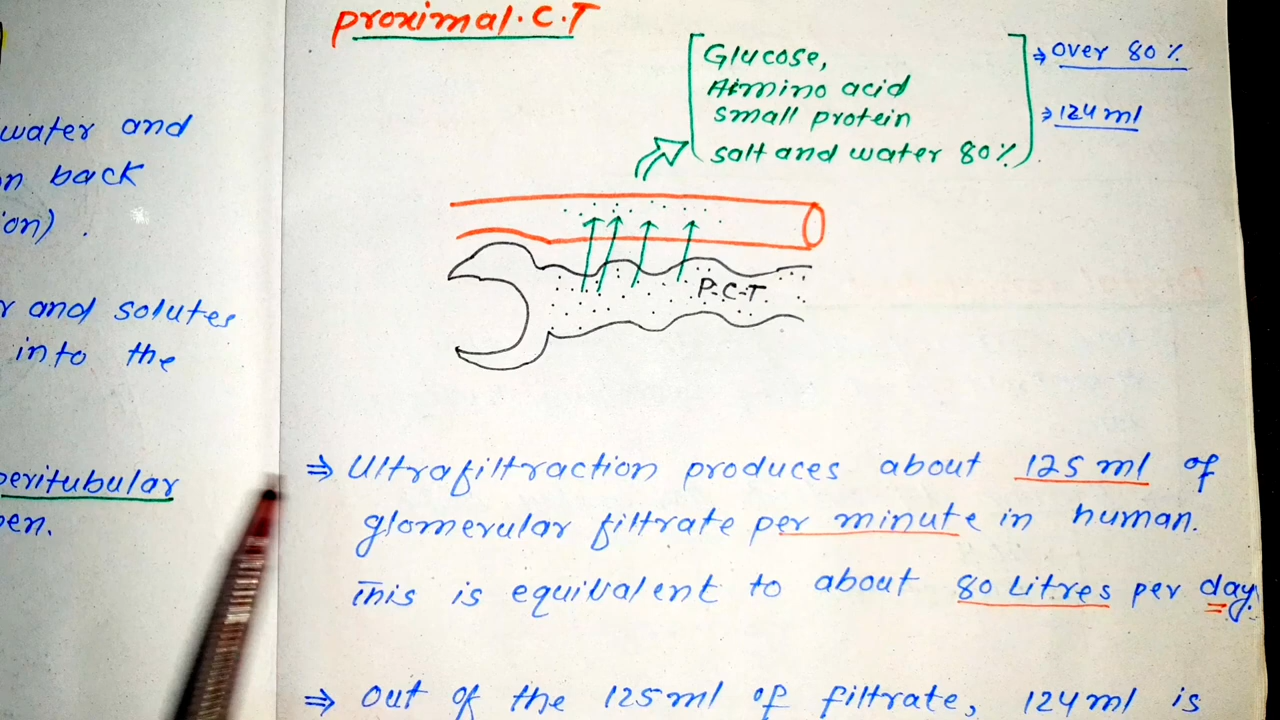 water and
n back
ion).
r and solutes
into the
peritubular
en.
proximal.C.T
Glucose,
Aimino acid
small protein
salt and water 80%
⇒ over 80%
⇒ 124 ml
P.C.T
⇒ Ultrafiltraction produces about 125 ml of
glomerular filtrate per minute in human.
This is equivalent to about 80 Litres per day.
⇒ out of the 125 ml of filtrate, 124 ml is